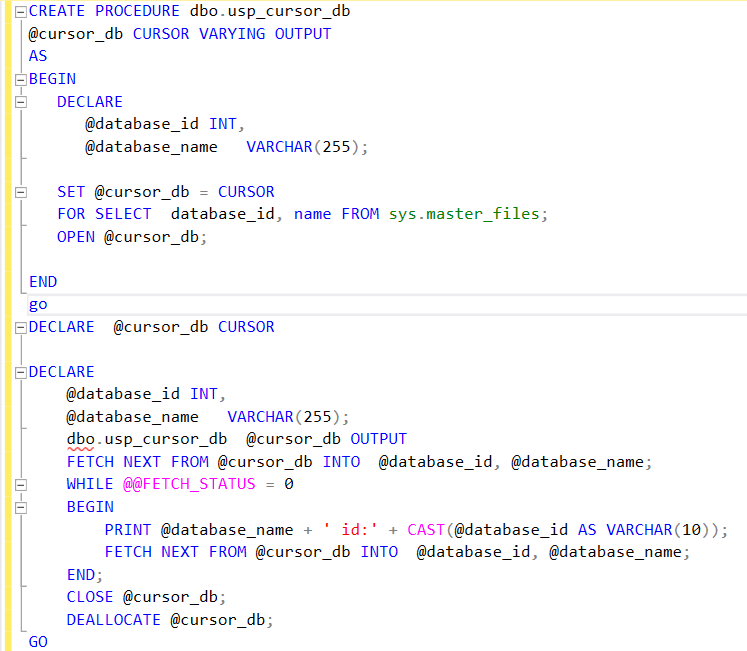 CREATE PROCEDURE dbo.usp_cursor_db
@cursor_db CURSOR VARYING OUTPUT
AS
BEGIN
DECLARE
@database_id INT,
@database_name   VARCHAR(255);
SET @cursor_db = CURSOR
FOR SELECT  database_id, name FROM sys.master_files;
OPEN @cursor_db;
END
go
DECLARE  @cursor_db CURSOR
DECLARE
@database_id INT,
@database_name   VARCHAR(255);
dbo.usp_cursor_db  @cursor_db OUTPUT
FETCH NEXT FROM @cursor_db INTO  @database_id, @database_name;
WHILE @@FETCH_STATUS = 0
BEGIN
PRINT @database_name + ' id:' + CAST(@database_id AS VARCHAR(10));
FETCH NEXT FROM @cursor_db INTO  @database_id, @database_name;
END;
CLOSE @cursor_db;
DEALLOCATE @cursor_db;
GO